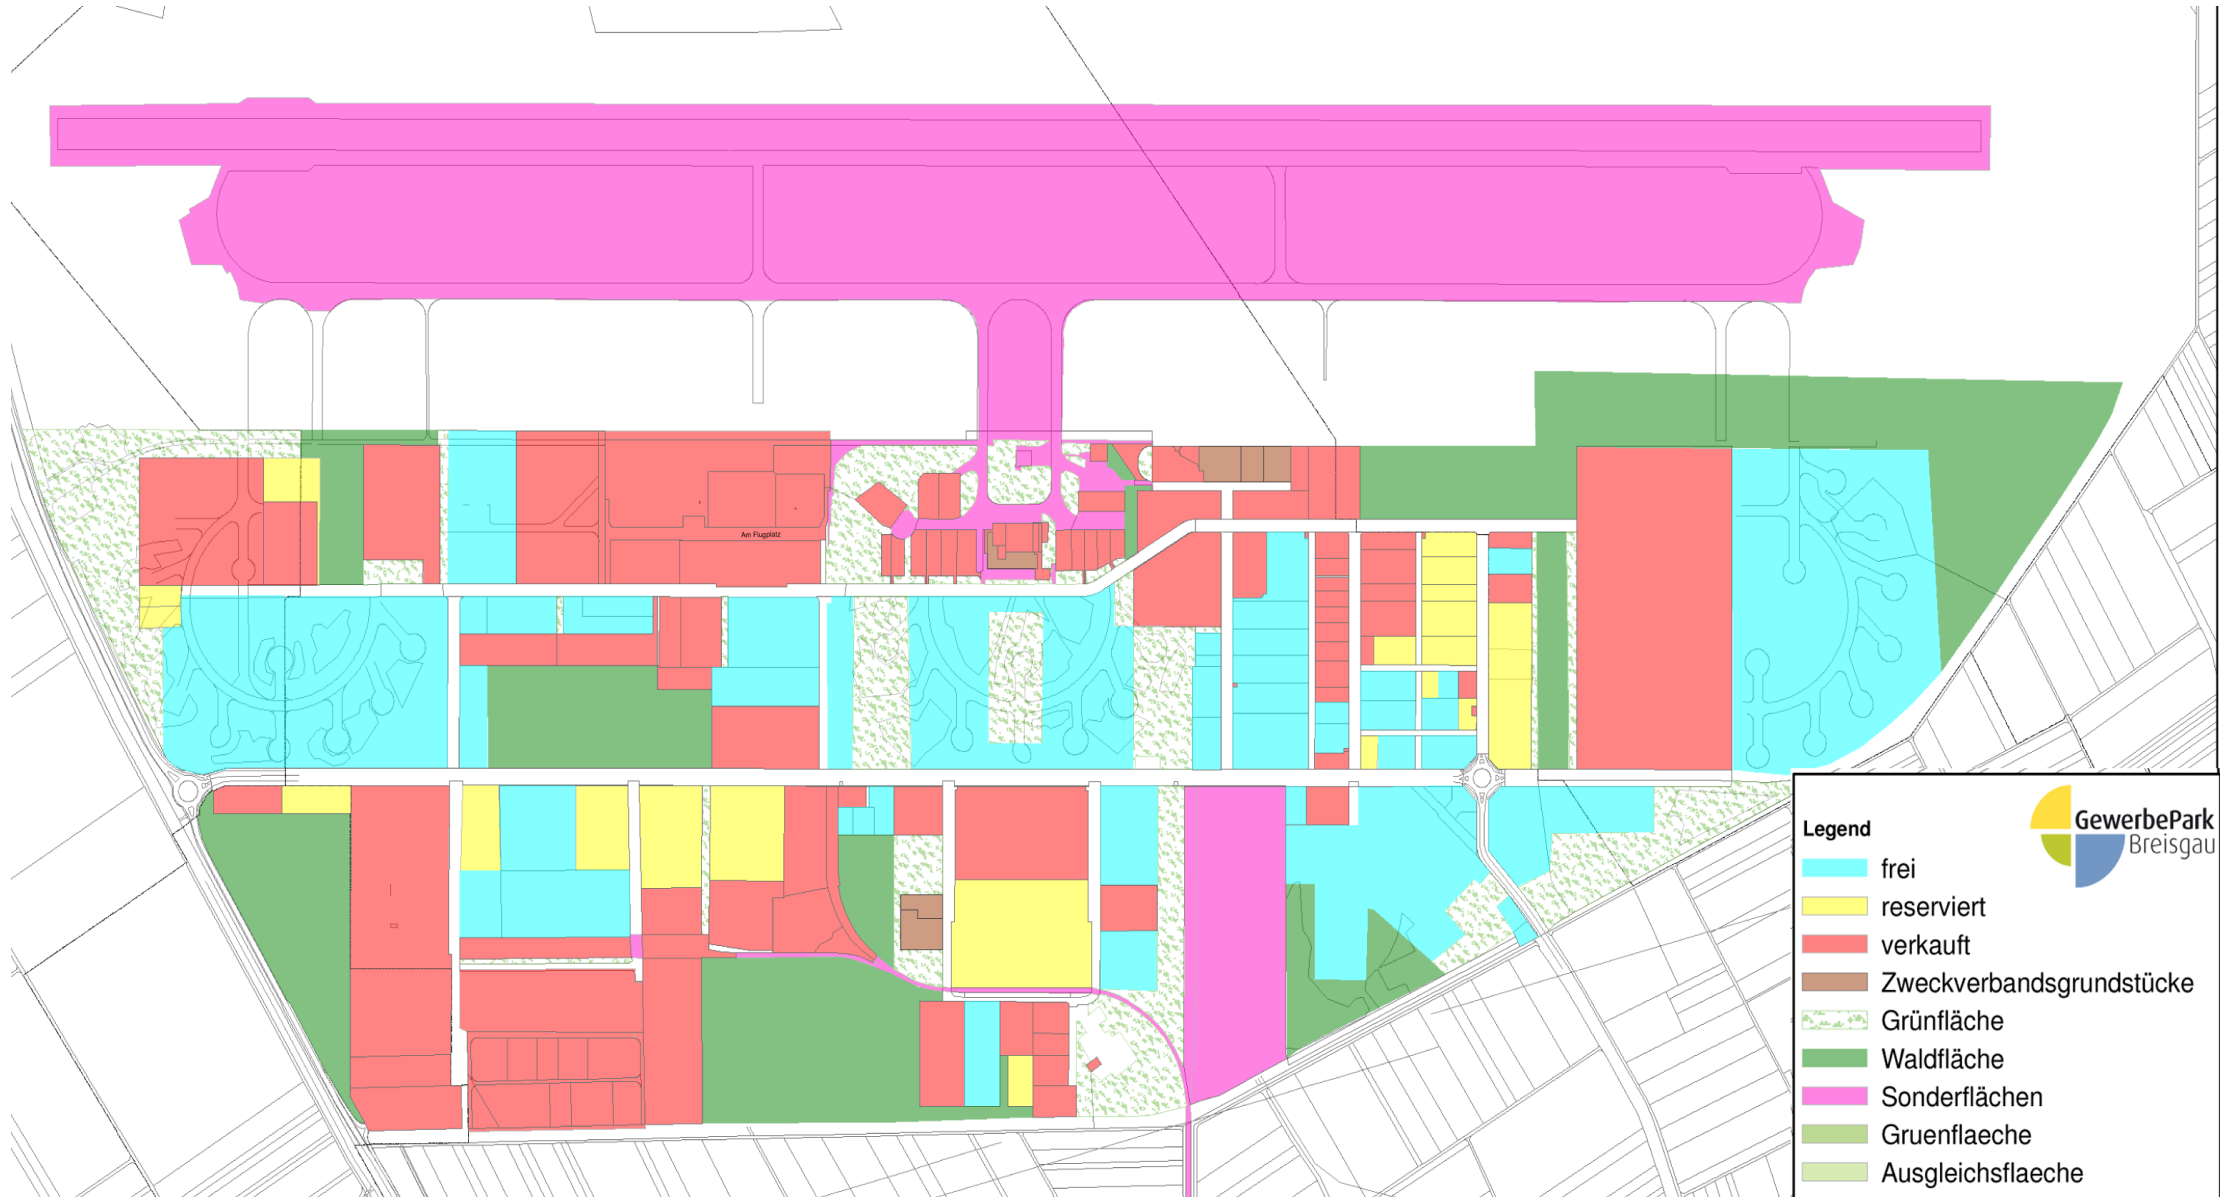 Am Flugplatz
GewerbePark
Breisgau
Legend
frei
reserviert
verkauft
Zweckverbandsgrundstücke
Grünfläche
Waldfläche
Sonderflächen
Gruenflaeche
Ausgleichsflaeche